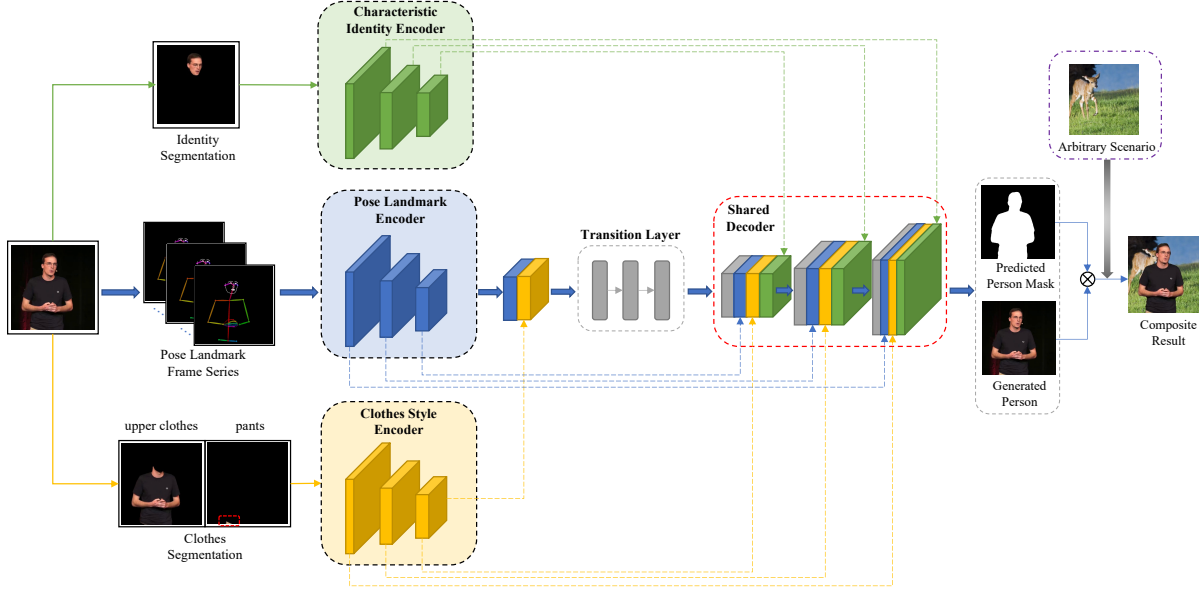 Characteristic
Identity Encoder
Identity
Segmentation
Arbitrary Scenario
Pose Landmark
Encoder
Transition Layer
Shared
Decoder
Pose Landmark
Frame Series
Predicted
Person Mask
Generated
Person
Composite
Result
upper clothes
pants
Clothes Style
Encoder
Clothes
Segmentation